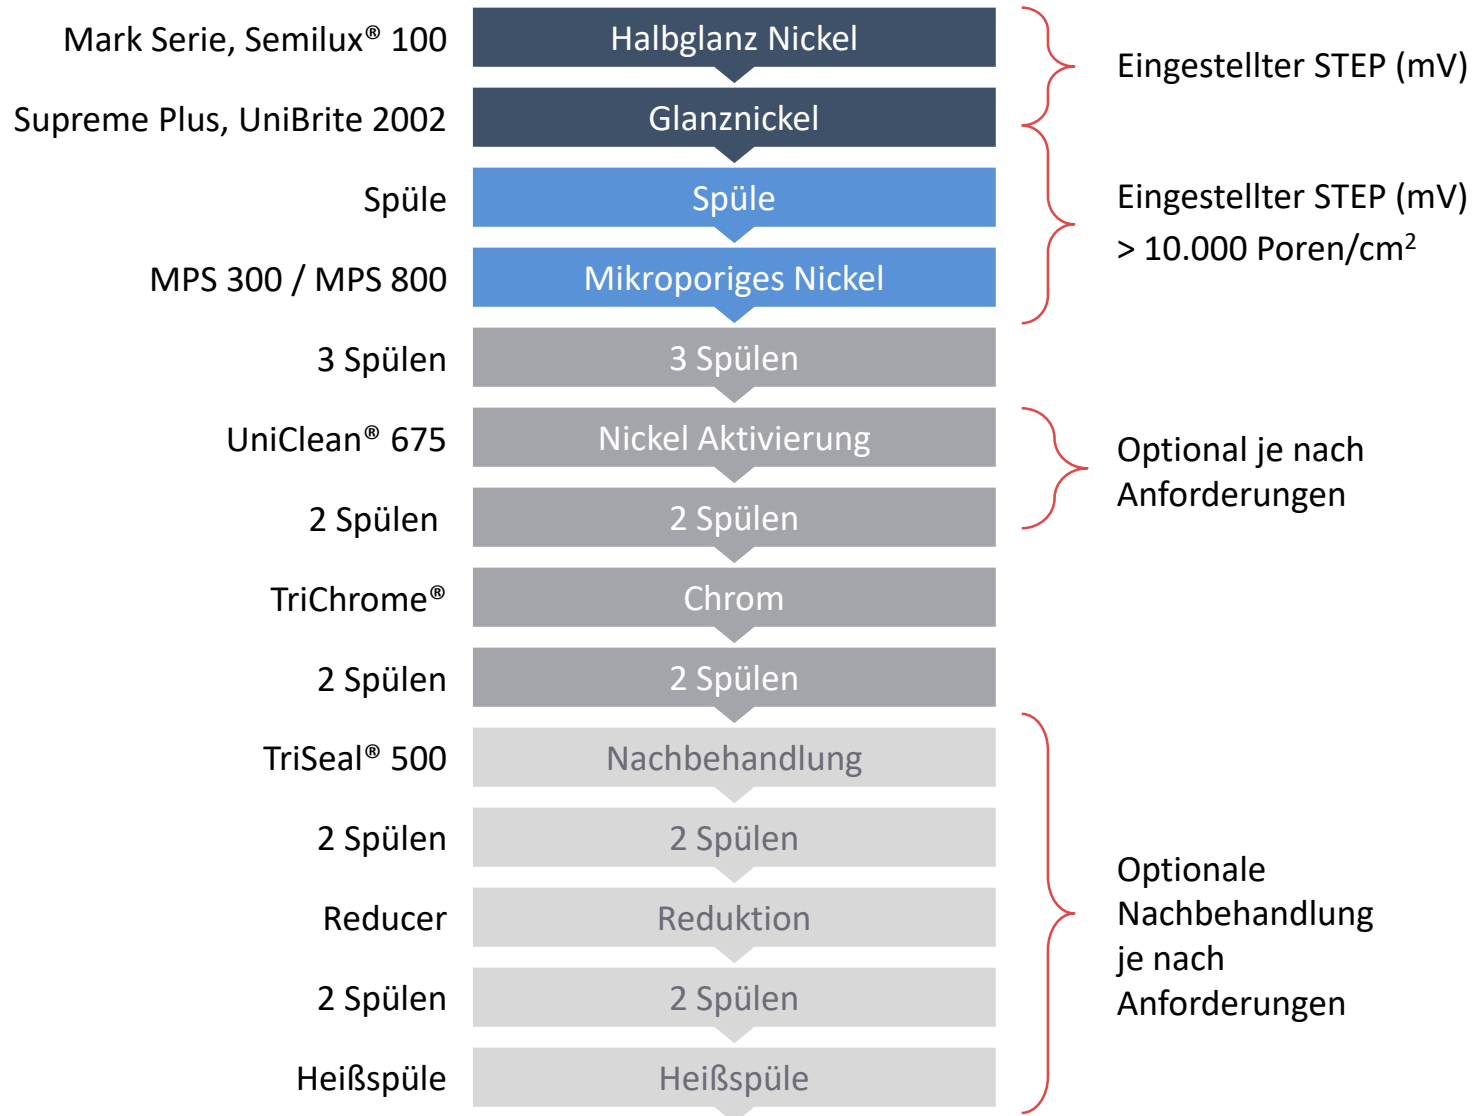 Mark Serie, Semilux® 100
Halbglanz Nickel
Eingestellter STEP (mV)
Supreme Plus, UniBrite 2002
Glanznickel
Spüle
Spüle
Eingestellter STEP (mV)
> 10.000 Poren/cm²
MPS 300 / MPS 800
Mikroporiges Nickel
3 Spülen
3 Spülen
UniClean® 675
Nickel Aktivierung
Optional je nach
Anforderungen
2 Spülen
2 Spülen
TriChrome®
Chrom
2 Spülen
2 Spülen
TriSeal® 500
Nachbehandlung
2 Spülen
2 Spülen
Optionale
Nachbehandlung
je nach
Anforderungen
Reducer
Reduktion
2 Spülen
2 Spülen
Heißspüle
Heißspüle